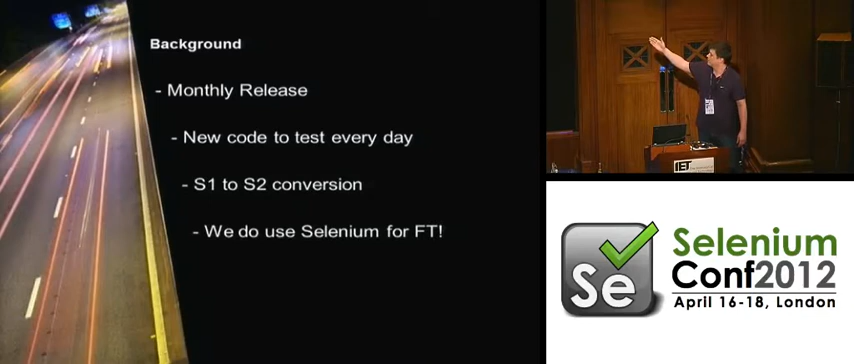 Background
- Monthly Release
- New code to test every day
- S1 to S2 conversion
- We do use Selenium for FT!
IET
Se
Selenium
Conf2012
April 16-18, London